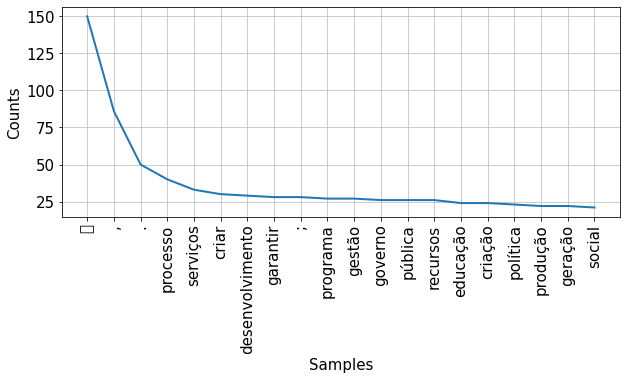 150
125
100
75
50
25
Counts
,
.
processo
serviços
criar
desenvolvimento
garantir
;
programa
gestão
governo
pública
recursos
educação
criação
política
produção
geração
social
Samples